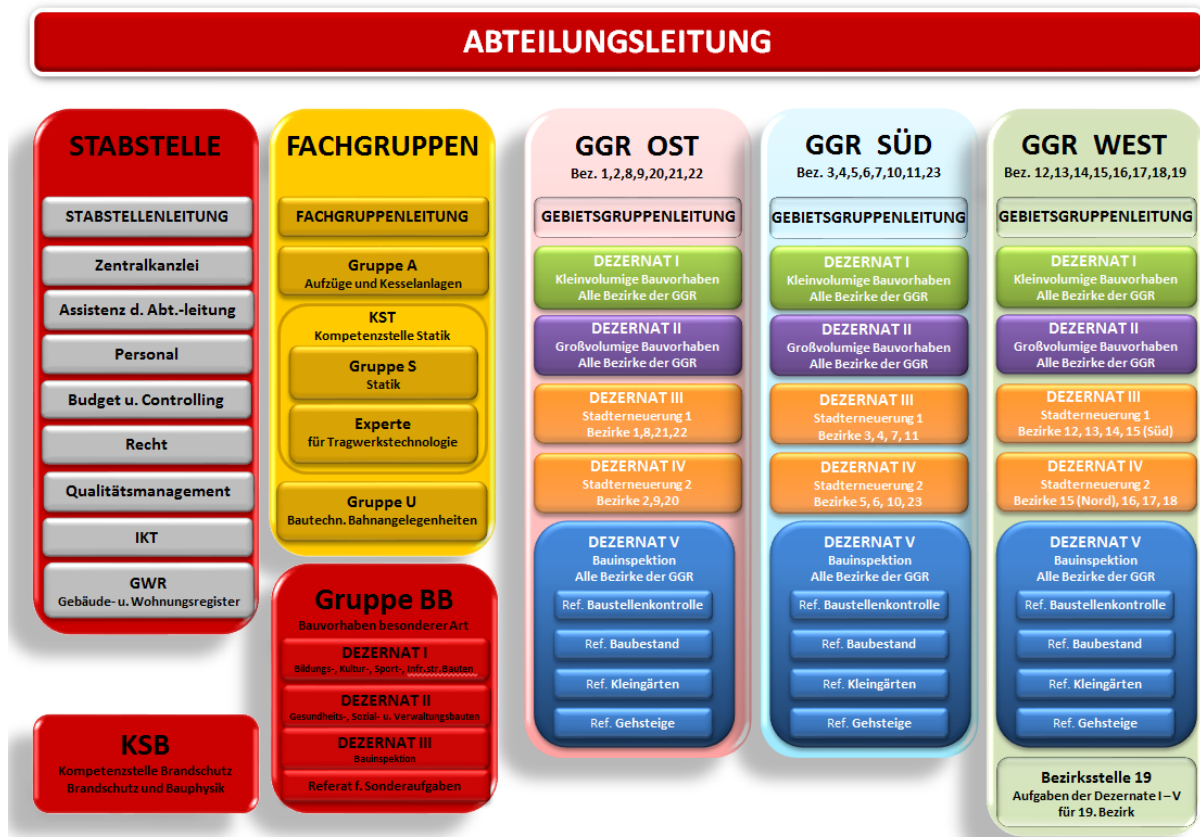 ABTEILUNGSLEITUNG
STABSTELLE
STABSTELLENLEITUNG
Zentralkanzlei
Assistenz d. Abt.-leitung
Personal
Budget u. Controlling
Recht
Qualitätsmanagement
IKT
GWR
Gebäude- u. Wohnungsregister
KSB
Kompetenzstelle Brandschutz
Brandschutz und Bauphysik
FACHGRUPPEN
FACHGRUPPENLEITUNG
Gruppe A
Aufzüge und Kesselanlagen
KST
Kompetenzstelle Statik
Gruppe S
Statik
Experte
für Tragwerkstechnologie
Gruppe U
Bautechn. Bahnangelegenheiten
Gruppe BB
Bauvorhaben besonderer Art
DEZERNAT I
Bildungs-, Kultur-, Sport-, Infr.str.Bauten
DEZERNAT II
Gesundheits-, Sozial- u. Verwaltungsbauten
DEZERNAT III
Bauinspektion
Referat f. Sonderaufgaben
GGR OST
Bez. 1,2,8,9,20,21,22
GEBIETSGRUPPENLEITUNG
DEZERNAT I
Kleinvolumige Bauvorhaben
Alle Bezirke der GGR
DEZERNAT II
Großvolumige Bauvorhaben
Alle Bezirke der GGR
DEZERNAT III
Stadterneuerung 1
Bezirke 1,8,21,22
DEZERNAT IV
Stadterneuerung 2
Bezirke 2,9,20
DEZERNAT V
Bauinspektion
Alle Bezirke der GGR
Ref. Baustellenkontrolle
Ref. Baubestand
Ref. Kleingärten
Ref. Gehsteige
GGR SÜD
Bez. 3,4,5,6,7,10,11,23
GEBIETSGRUPPENLEITUNG
DEZERNAT I
Kleinvolumige Bauvorhaben
Alle Bezirke der GGR
DEZERNAT II
Großvolumige Bauvorhaben
Alle Bezirke der GGR
DEZERNAT III
Stadterneuerung 1
Bezirke 3, 4, 7, 11
DEZERNAT IV
Stadterneuerung 2
Bezirke 5, 6, 10, 23
DEZERNAT V
Bauinspektion
Alle Bezirke der GGR
Ref. Baustellenkontrolle
Ref. Baubestand
Ref. Kleingärten
Ref. Gehsteige
GGR WEST
Bez. 12,13,14,15,16,17,18,19
GEBIETSGRUPPENLEITUNG
DEZERNAT I
Kleinvolumige Bauvorhaben
Alle Bezirke der GGR
DEZERNAT II
Großvolumige Bauvorhaben
Alle Bezirke der GGR
DEZERNAT III
Stadterneuerung 1
Bezirke 12, 13, 14, 15 (Süd)
DEZERNAT IV
Stadterneuerung 2
Bezirke 15 (Nord), 16, 17, 18
DEZERNAT V
Bauinspektion
Alle Bezirke der GGR
Ref. Baustellenkontrolle
Ref. Baubestand
Ref. Kleingärten
Ref. Gehsteige
Bezirksstelle 19
Aufgaben der Dezernate I – V
für 19. Bezirk